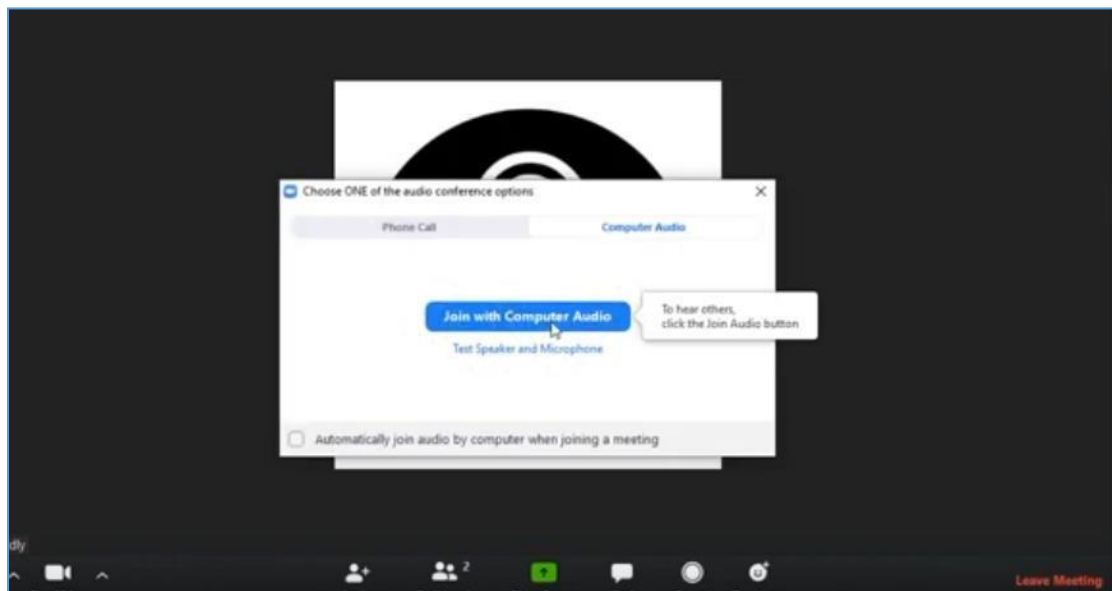 Choose ONE of the audio conference options
Phone Call
Computer Audio
Join with Computer Audio
To hear others,
click the Join Audio button
Test Speaker and Microphone
Automatically join audio by computer when joining a meeting
dly
2
Leave Meeting